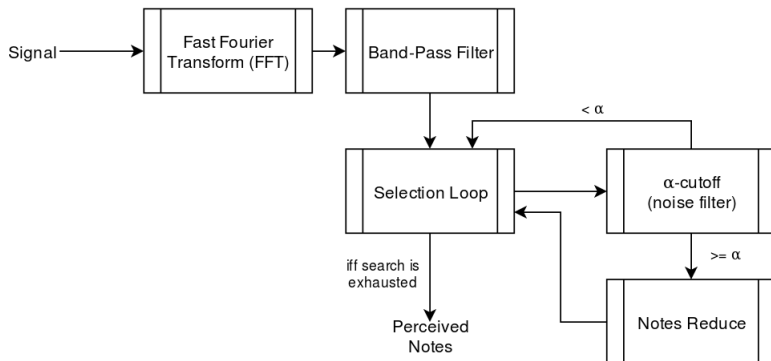 Signal
Fast Fourier
Transform (FFT)
Band-Pass Filter
< α
Selection Loop
α-cutoff
(noise filter)
>= α
iff search is
exhausted
Notes Reduce
Perceived
Notes